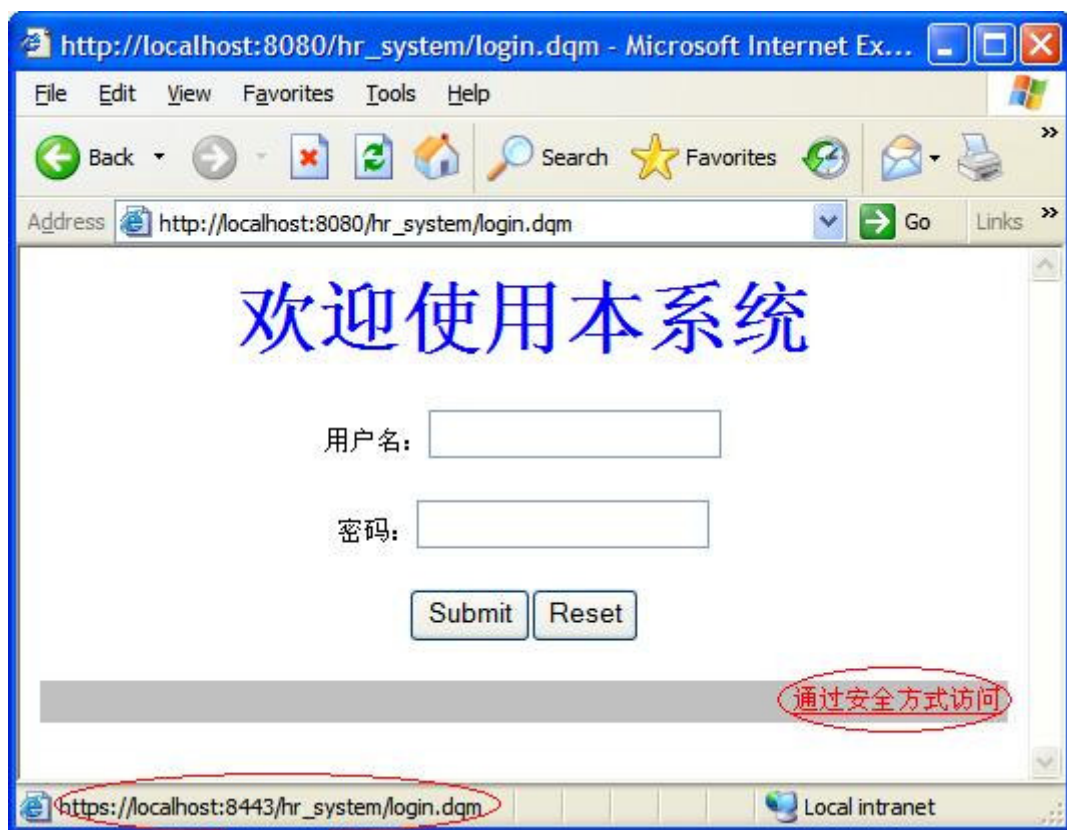 http://localhost:8080/hr_system/login.dqm - Microsoft Internet Ex...
File Edit View Favorites Tools Help
Back Search Favorites »
Address http://localhost:8080/hr_system/login.dqm Go Links »
欢迎使用本系统
用户名：
密码：
Submit Reset
通过安全方式访问
https://localhost:8443/hr_system/login.dqm Local intranet